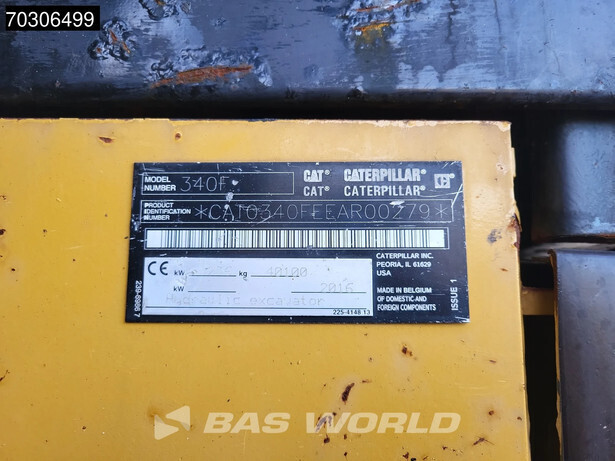 70306499
MODEL NUMBER 340F
CAT® CATERPILLAR®
CAT® CATERPILLAR®
PRODUCT IDENTIFICATION NUMBER *CAT0340FEEAR00279*
CE
kW kg 40100
kW 2016
Hydraulic excavator
CATERPILLAR INC.
PEORIA, IL 61629
USA
MADE IN BELGIUM
OF DOMESTIC AND
FOREIGN COMPONENTS
ISSUE 1
225-4148 13
BAS WORLD